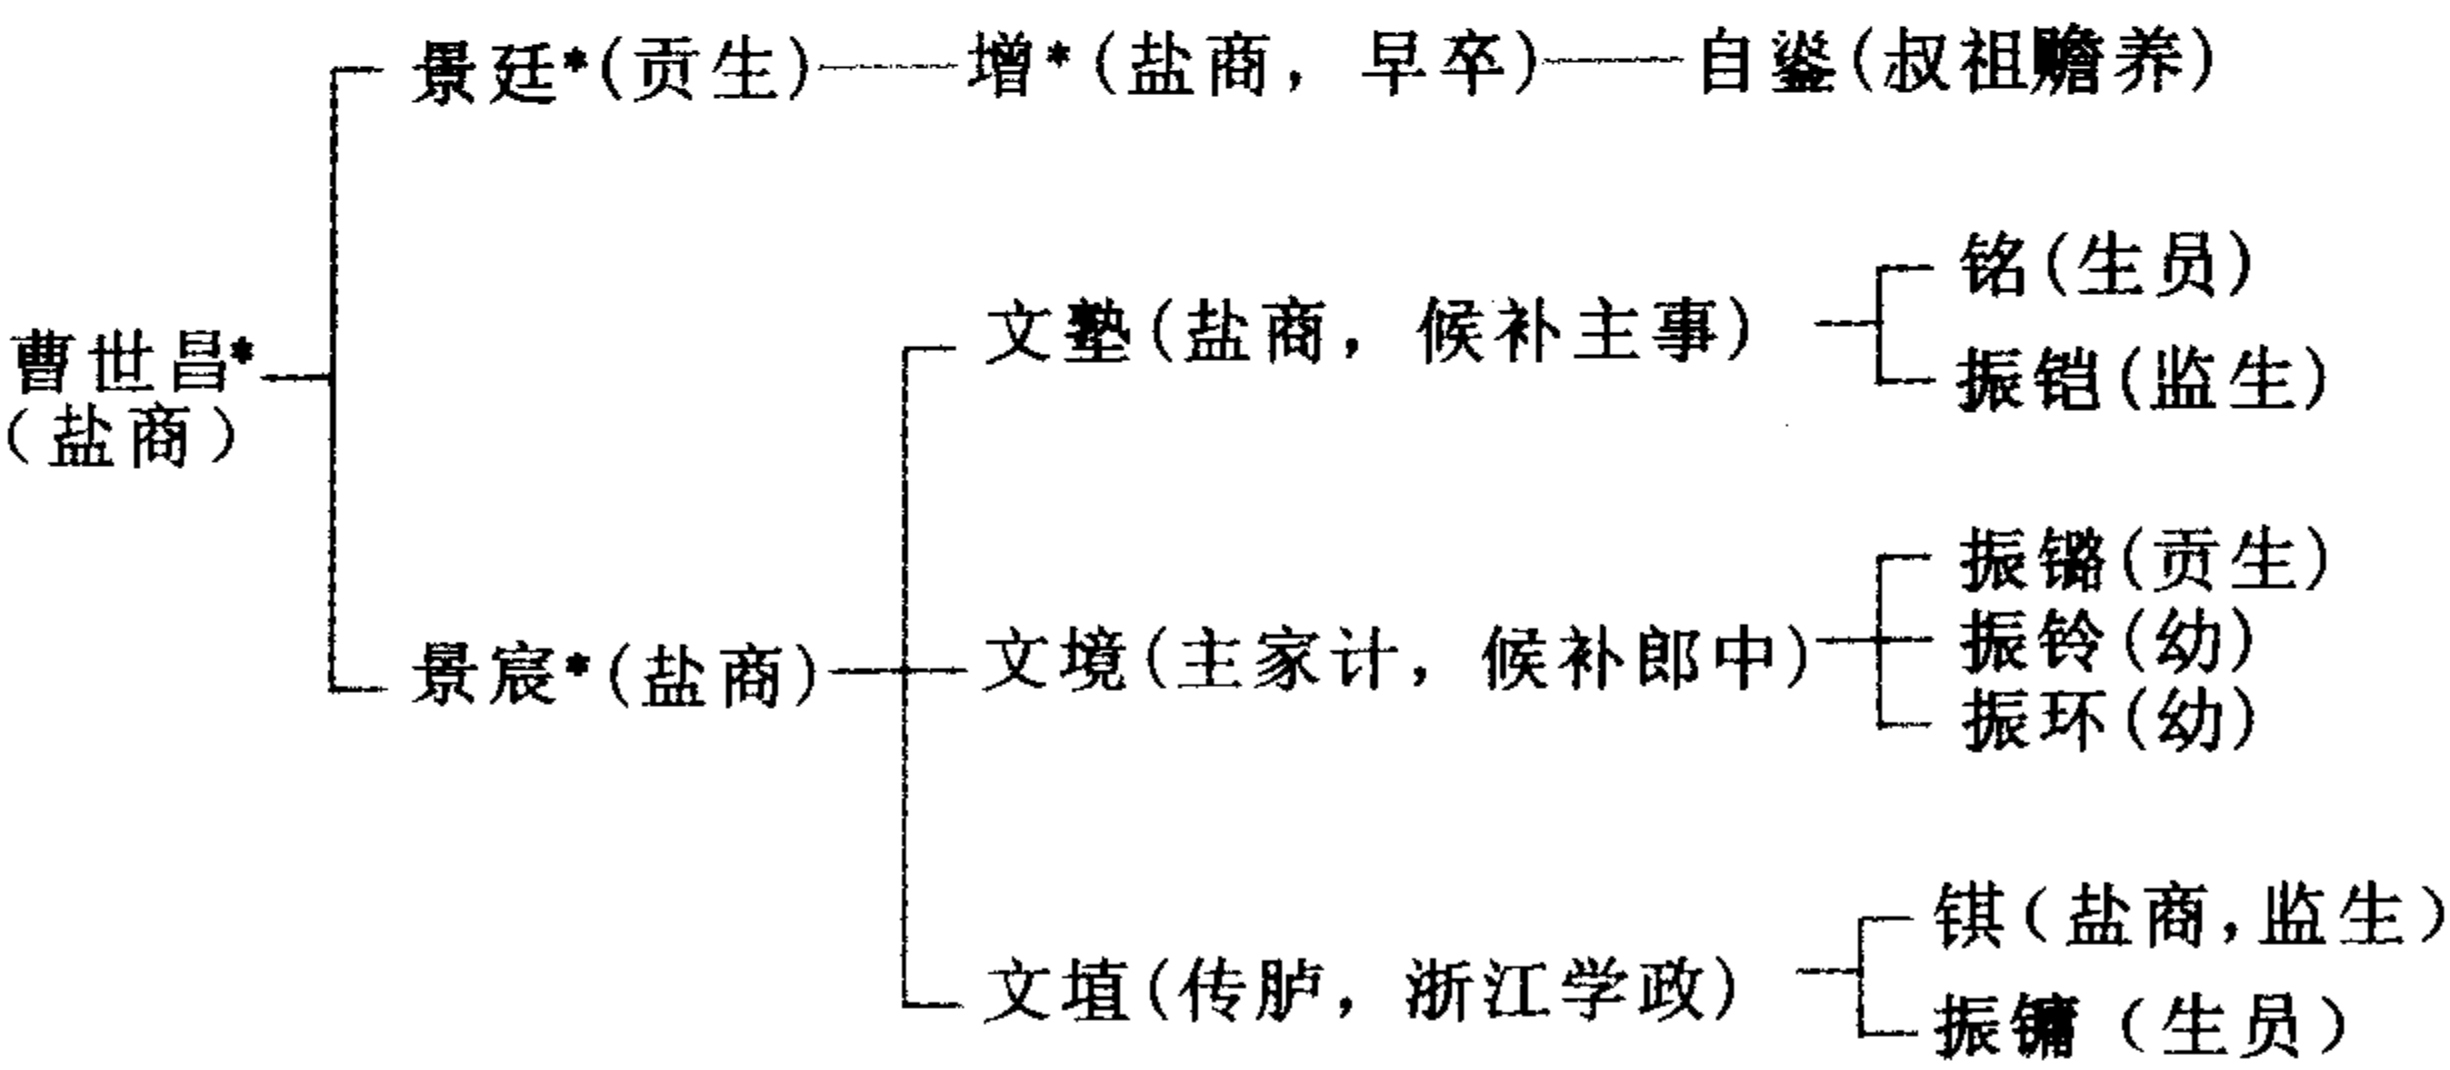 景廷*(贡生)——增*(盐商，早卒)——自鋆(叔祖赡养)
铭(生员)
文塾(盐商，候补主事)
振铠(监生)
曹世昌*
(盐商)
振镛(贡生)
文境(主家计，候补郎中)
振铃(幼)
景宸*(盐商)
振环(幼)
锜(盐商,监生)
文埴(传胪，浙江学政)
振镛(生员)